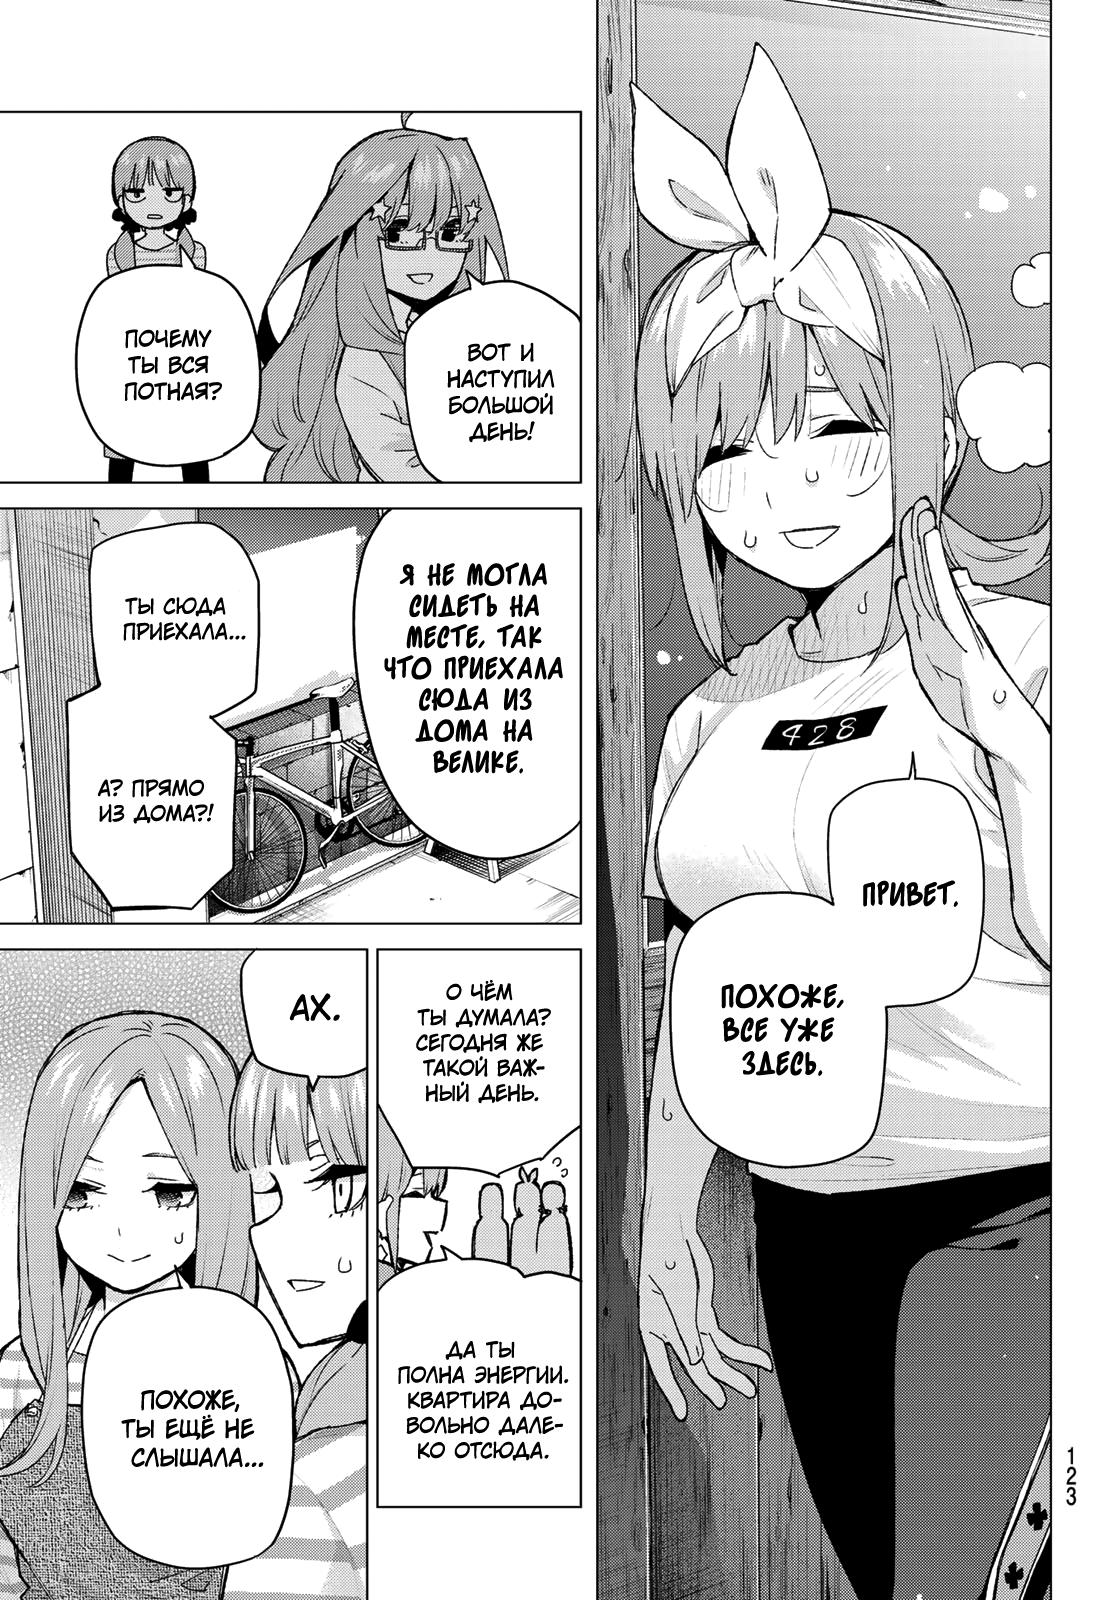 428
ПРИВЕТ.
ПОХОЖЕ,
ВСЕ УЖЕ
ЗДЕСЬ.
ВОТ И
НАСТУПИЛ
БОЛЬШОЙ
ДЕНЬ!
ПОЧЕМУ
ТЫ ВСЯ
ПОТНАЯ?
Я НЕ МОГЛА
СИДЕТЬ НА
МЕСТЕ, ТАК
ЧТО ПРИЕХАЛА
СЮДА ИЗ
ДОМА НА
ВЕЛИКЕ.
ТЫ СЮДА
ПРИЕХАЛА...
А? ПРЯМО
ИЗ ДОМА?!
О ЧЁМ
ТЫ ДУМАЛА?
СЕГОДНЯ ЖЕ
ТАКОЙ ВАЖ-
НЫЙ ДЕНЬ.
ДА ТЫ
ПОЛНА ЭНЕРГИИ.
КВАРТИРА ДО-
ВОЛЬНО ДАЛЕ-
КО ОТСЮДА.
АХ.
ПОХОЖЕ,
ТЫ ЕЩЁ НЕ
СЛЫШАЛА...
123